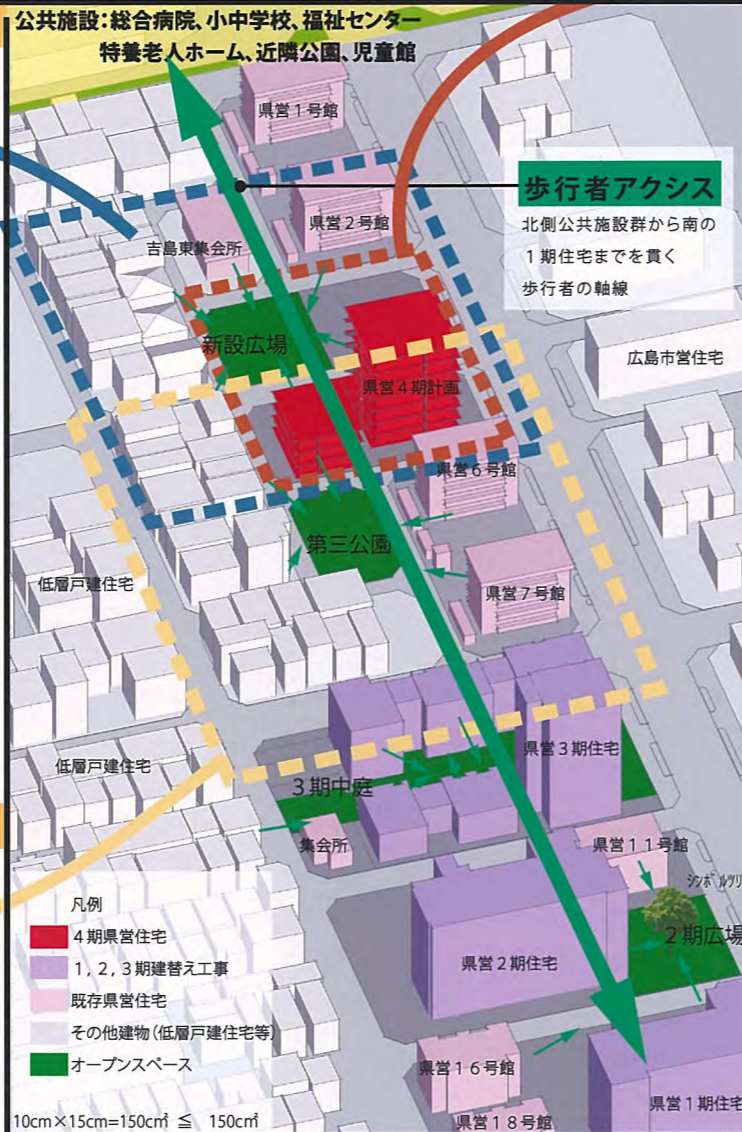 公共施設：総合病院、小中学校、福祉センター
特養老人ホーム、近隣公園、児童館
県営1号館
歩行者アクシス
北側公共施設群から南の
1期住宅までを貫く
歩行者の軸線
県営2号館
吉島東集会所
新設広場
広島市営住宅
県営4期計画
県営6号館
第三公園
低層戸建住宅
県営7号館
県営3期住宅
低層戸建住宅
3期中庭
集会所
県営11号館
シンボルツリ
2期広場
県営2期住宅
凡例
4期県営住宅
1,2,3期建替え工事
既存県営住宅
その他建物(低層戸建住宅等)
オープンスペース
県営16号館
県営1期住宅
県営18号館
10cm×15cm=150c㎡ ≦ 150c㎡